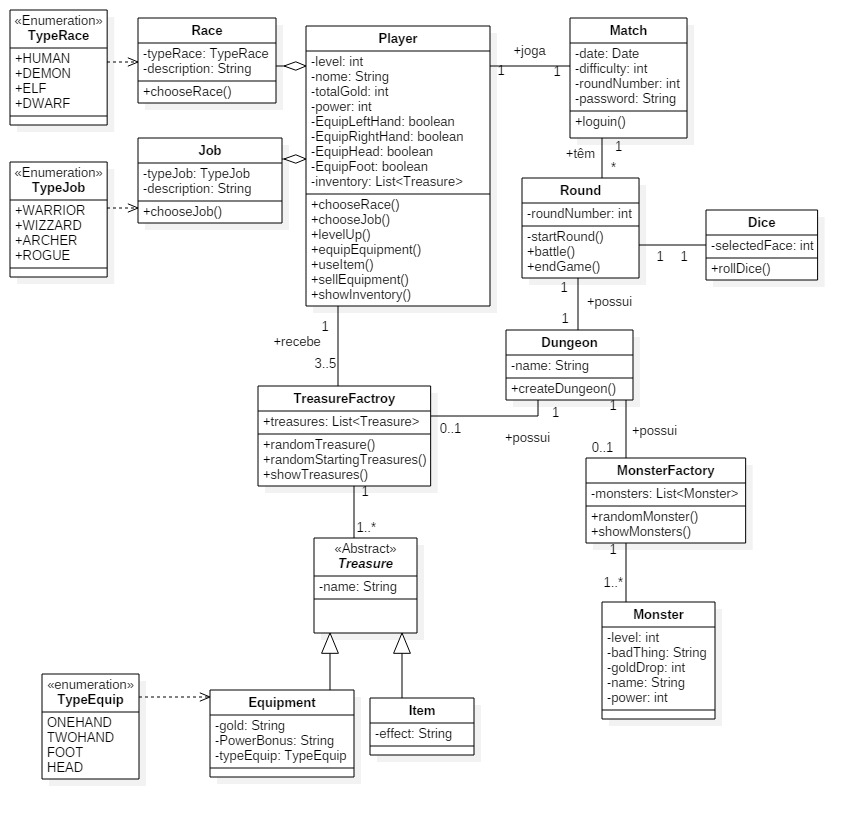 «Enumeration»
TypeRace
+HUMAN
+DEMON
+ELF
+DWARF
Race
-typeRace: TypeRace
-description: String
+chooseRace()
Player
-level: int
-nome: String
-totalGold: int
-power: int
-EquipLeftHand: boolean
-EquipRightHand: boolean
-EquipHead: boolean
-EquipFoot: boolean
-inventory: List<Treasure>
+chooseRace()
+chooseJob()
+levelUp()
+equipEquipment()
+useItem()
+sellEquipment()
+showInventory()
+joga
1
1
Match
-date: Date
-difficulty: int
-roundNumber: int
-password: String
+loguin()
«Enumeration»
TypeJob
+WARRIOR
+WIZZARD
+ARCHER
+ROGUE
Job
-typeJob: TypeJob
-description: String
+chooseJob()
1
+têm
*
Round
-roundNumber: int
-startRound()
+battle()
+endGame()
1
1
Dice
-selectedFace: int
+rollDice()
1
+possui
1
Dungeon
-name: String
+createDungeon()
1
+recebe
3..5
TreasureFactroy
+treasures: List<Treasure>
+randomTreasure()
+randomStartingTreasures()
+showTreasures()
1
0..1
+possui
1
+possui
0..1
MonsterFactory
-monsters: List<Monster>
+randomMonster()
+showMonsters()
1
1..*
«Abstract»
Treasure
-name: String
1
1..*
Monster
-level: int
-badThing: String
-goldDrop: int
-name: String
-power: int
«enumeration»
TypeEquip
ONEHAND
TWOHAND
FOOT
HEAD
Equipment
-gold: String
-PowerBonus: String
-typeEquip: TypeEquip
Item
-effect: String